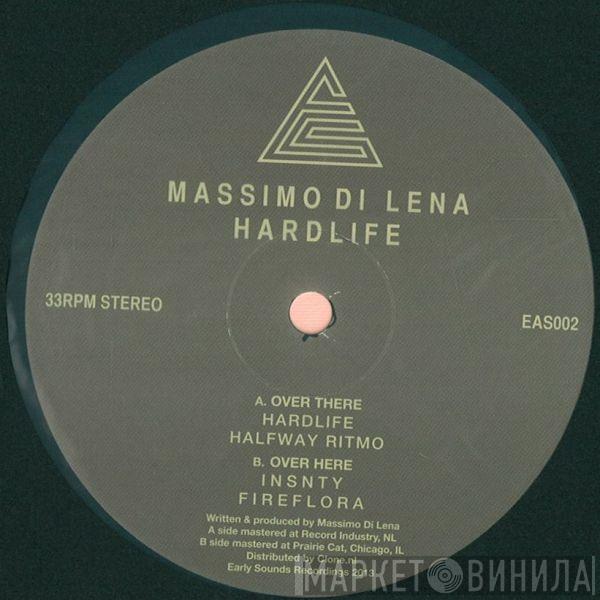 MASSIMO DI LENA
HARDLIFE
33RPM STEREO
EAS002
A. OVER THERE
HARDLIFE
HALFWAY RITMO
B. OVER HERE
INSNTY
FIREFLORA
Written & produced by Massimo Di Lena
A side mastered at Record Industry, NL
B side mastered at Prairie Cat, Chicago, IL
Distributed by Clone.nl
Early Sounds Recordings 2013
МАРКЕТ ВИНИЛА